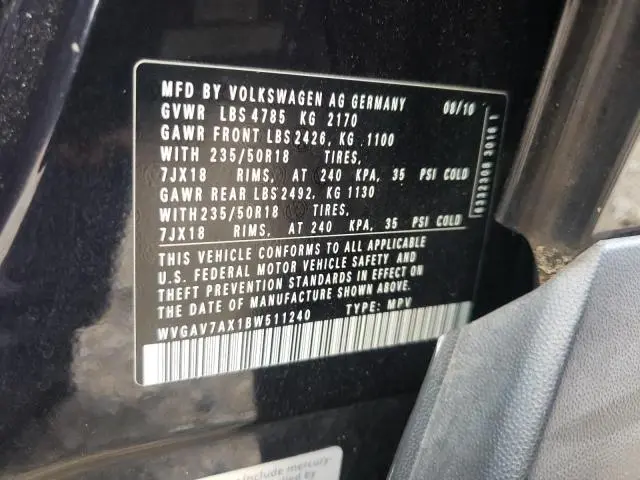 MFD BY VOLKSWAGEN AG GERMANY 08/10
GVWR LBS 4785 KG 2170
GAWR FRONT LBS 2426, KG .1100
WITH 235/50R18 TIRES,
7JX18 RIMS, AT 240 KPA, 35 PSI COLD
GAWR REAR LBS 2492, KG 1130
WITH 235/50R18 TIRES,
7JX18 RIMS, AT 240 KPA, 35 PSI COLD
THIS VEHICLE CONFORMS TO ALL APPLICABLE
U.S. FEDERAL MOTOR VEHICLE SAFETY AND
THEFT PREVENTION STANDARDS IN EFFECT ON
THE DATE OF MANUFACTURE SHOWN ABOVE.
WVGAV7AX1BW511240 TYPE: MPV
include mercury